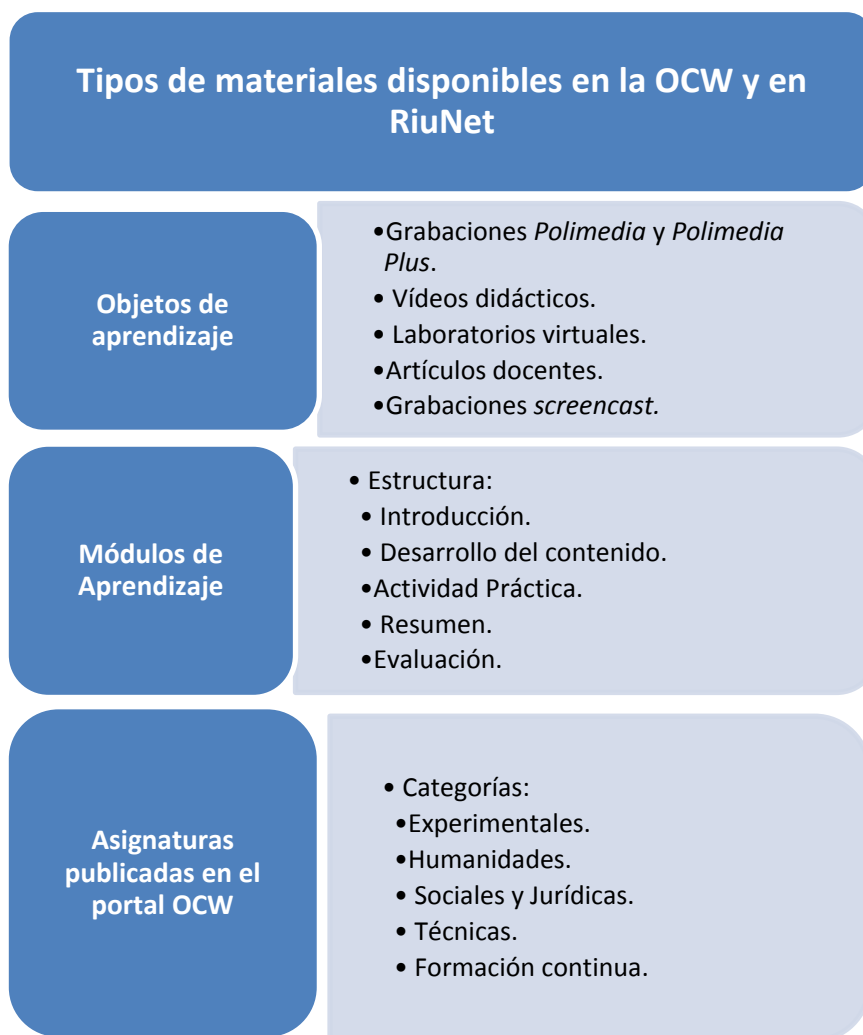 Tipos de materiales disponibles en la OCW y en
RiuNet
Objetos de
aprendizaje
•Grabaciones Polimedia y Polimedia
Plus.
• Vídeos didácticos.
• Laboratorios virtuales.
•Artículos docentes.
•Grabaciones screencast.
Módulos de
Aprendizaje
• Estructura:
• Introducción.
• Desarrollo del contenido.
•Actividad Práctica.
• Resumen.
•Evaluación.
Asignaturas
publicadas en el
portal OCW
• Categorías:
•Experimentales.
•Humanidades.
• Sociales y Jurídicas.
• Técnicas.
• Formación continua.